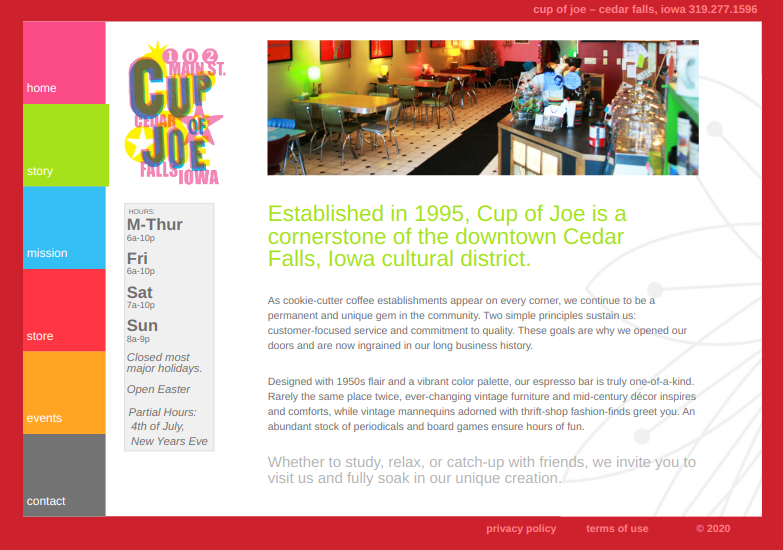 cup of joe – cedar falls, iowa 319.277.1596
home
story
mission
store
events
contact
102
MAIN ST.
CUP
CEDAR
OF
JOE
FALLS
IOWA
HOURS:
M-Thur
6a-10p
Fri
6a-10p
Sat
7a-10p
Sun
8a-9p
Closed most
major holidays.
Open Easter
Partial Hours:
4th of July,
New Years Eve
Established in 1995, Cup of Joe is a
cornerstone of the downtown Cedar
Falls, Iowa cultural district.
As cookie-cutter coffee establishments appear on every corner, we continue to be a
permanent and unique gem in the community. Two simple principles sustain us:
customer-focused service and commitment to quality. These goals are why we opened our
doors and are now ingrained in our long business history.
Designed with 1950s flair and a vibrant color palette, our espresso bar is truly one-of-a-kind.
Rarely the same place twice, ever-changing vintage furniture and mid-century décor inspires
and comforts, while vintage mannequins adorned with thrift-shop fashion-finds greet you. An
abundant stock of periodicals and board games ensure hours of fun.
Whether to study, relax, or catch-up with friends, we invite you to
visit us and fully soak in our unique creation.
privacy policy terms of use © 2020